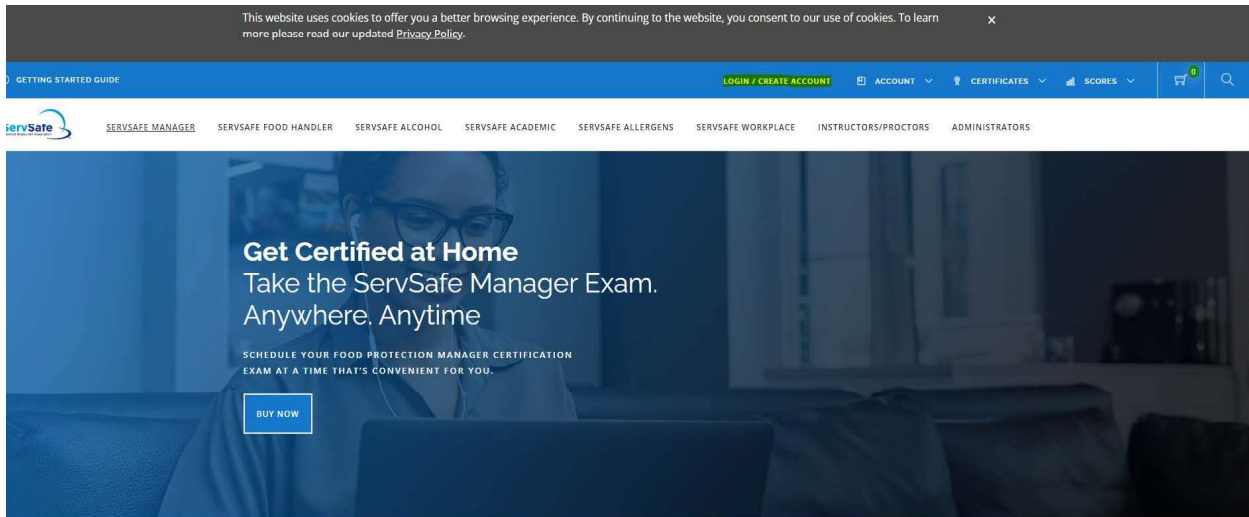 This website uses cookies to offer you a better browsing experience. By continuing to the website, you consent to our use of cookies. To learn
more please read our updated Privacy Policy.
GETTING STARTED GUIDE
LOGIN / CREATE ACCOUNT
ACCOUNT
CERTIFICATES
SCORES
0
ServSafe
SERVSAFE MANAGER
SERVSAFE FOOD HANDLER
SERVSAFE ALCOHOL
SERVSAFE ACADEMIC
SERVSAFE ALLERGENS
SERVSAFE WORKPLACE
INSTRUCTORS/PROCTORS
ADMINISTRATORS
Get Certified at Home
Take the ServSafe Manager Exam.
Anywhere. Anytime
SCHEDULE YOUR FOOD PROTECTION MANAGER CERTIFICATION
EXAM AT A TIME THAT'S CONVENIENT FOR YOU.
BUY NOW